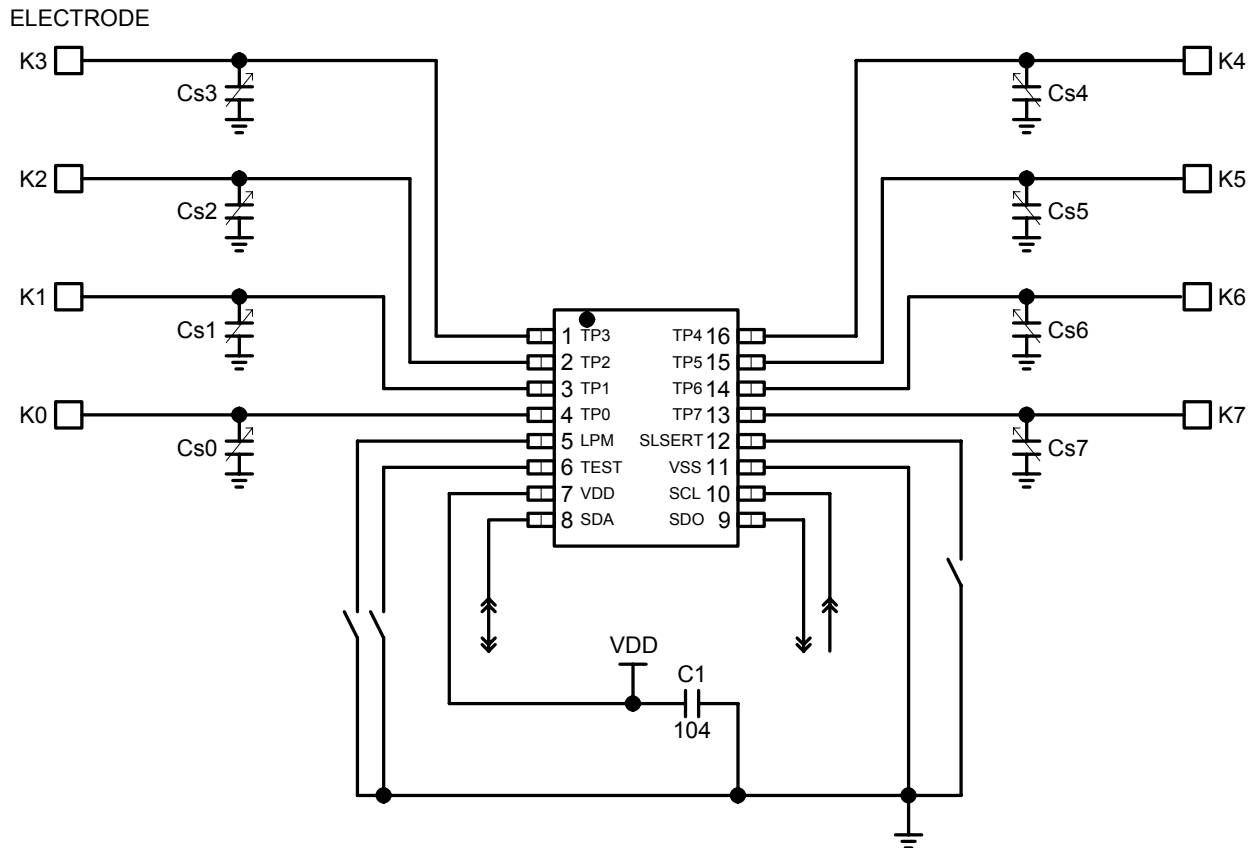 ELECTRODE
K3
Cs3
K4
Cs4
K2
Cs2
K5
Cs5
K1
Cs1
K6
Cs6
K0
Cs0
K7
Cs7
1 TP3 TP4 16
2 TP2 TP5 15
3 TP1 TP6 14
4 TP0 TP7 13
5 LPM SLSERT 12
6 TEST VSS 11
7 VDD SCL 10
8 SDA SDO 9
VDD
C1
104